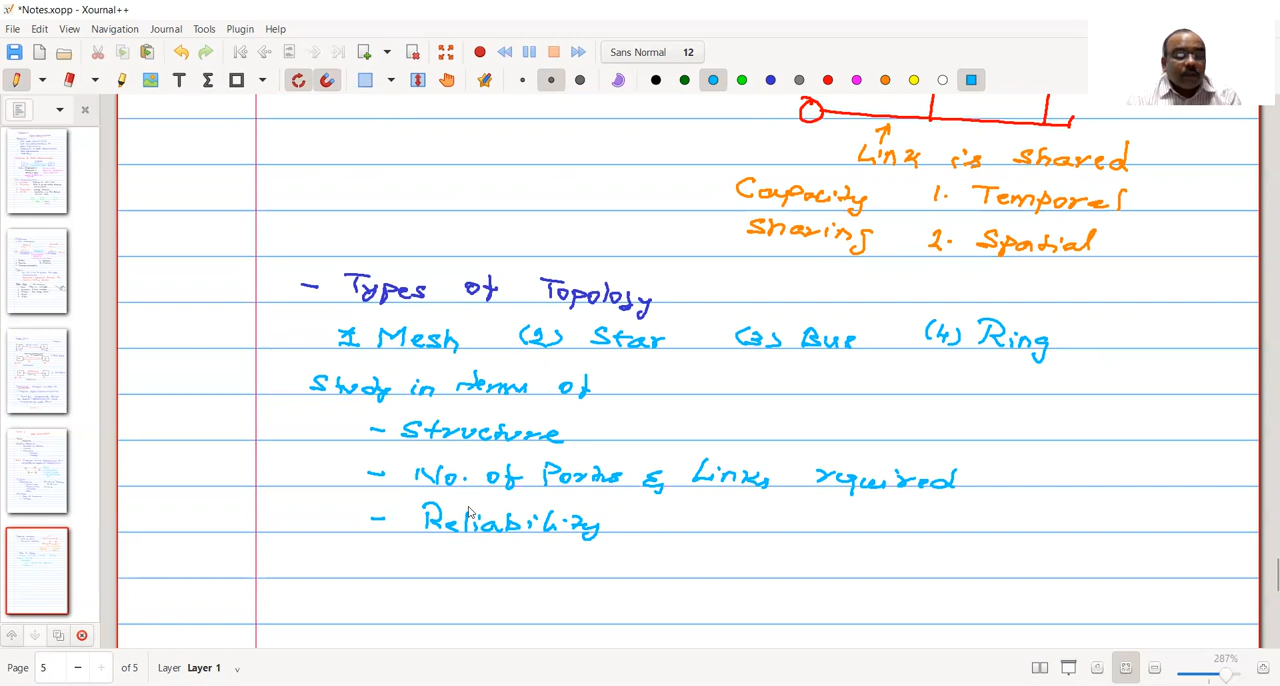 *Notes.xopp - Xournal++
File Edit View Navigation Journal Tools Plugin Help
Sans Normal 12
Link is shared
Capacity 1. Temporal
Sharing 2. Spatial
- Types of Topology
1 Mesh (2) Star (3) Bus (4) Ring
Study in terms of
- Structure
- No. of Ports & Links required
- Reliability
Page 5 of 5 Layer Layer 1 287%